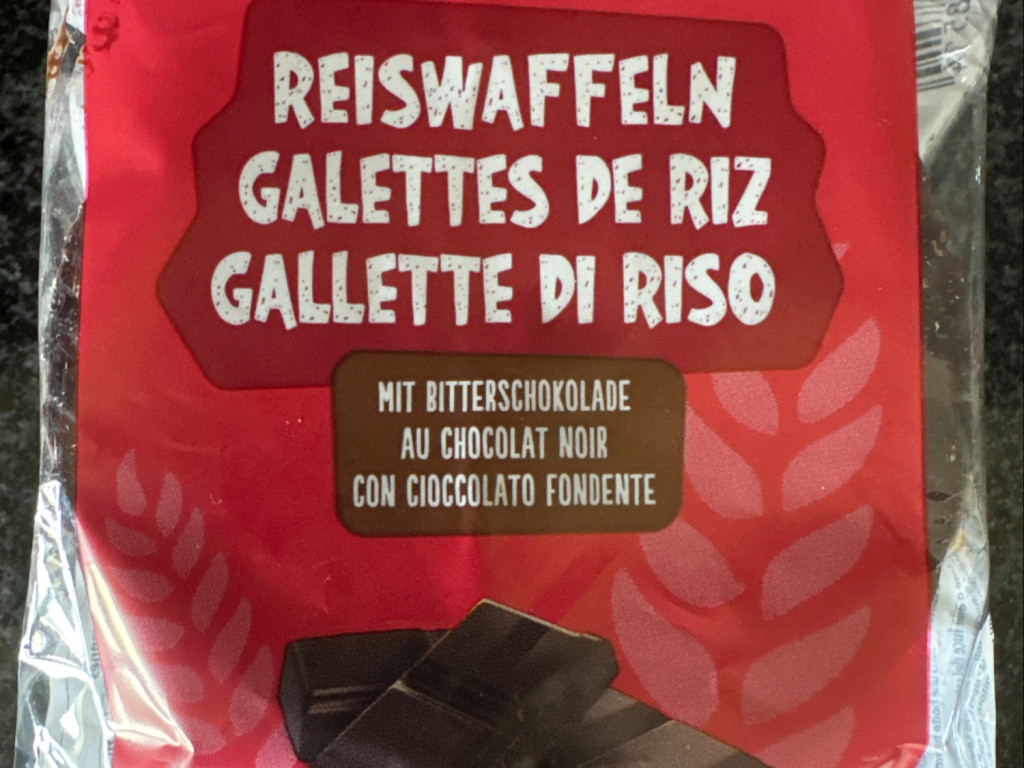 REISWAFFELN
GALETTES DE RIZ
GALLETTE DI RISO
MIT BITTERSCHOKOLADE
AU CHOCOLAT NOIR
CON CIOCCOLATO FONDENTE